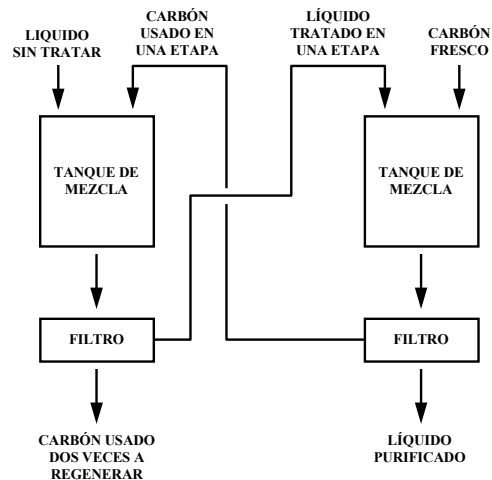 LIQUIDO
SIN TRATAR
CARBÓN
USADO EN
UNA ETAPA
LÍQUIDO
TRATADO EN
UNA ETAPA
CARBÓN
FRESCO
TANQUE DE
MEZCLA
TANQUE DE
MEZCLA
FILTRO
FILTRO
CARBÓN USADO
DOS VECES A
REGENERAR
LÍQUIDO
PURIFICADO